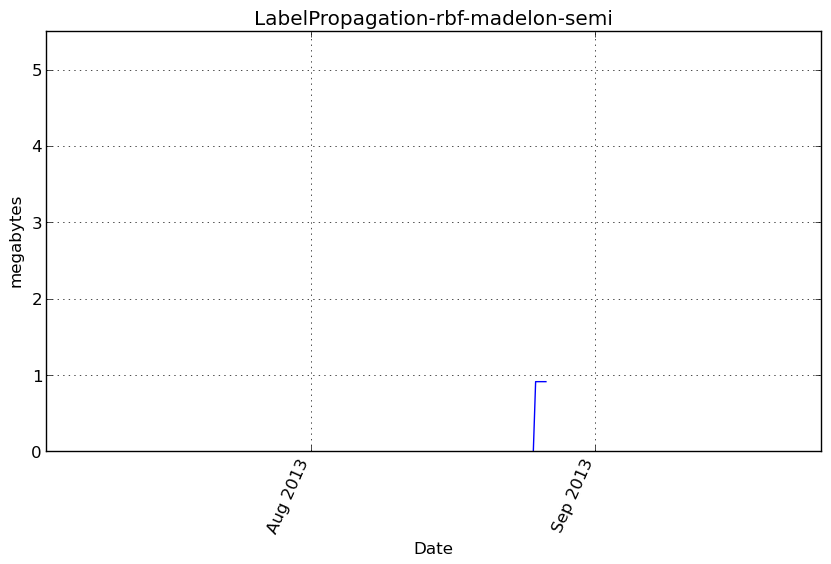 LabelPropagation-rbf-madelon-semi
5
4
3
2
1
0
megabytes
Aug 2013
Sep 2013
Date